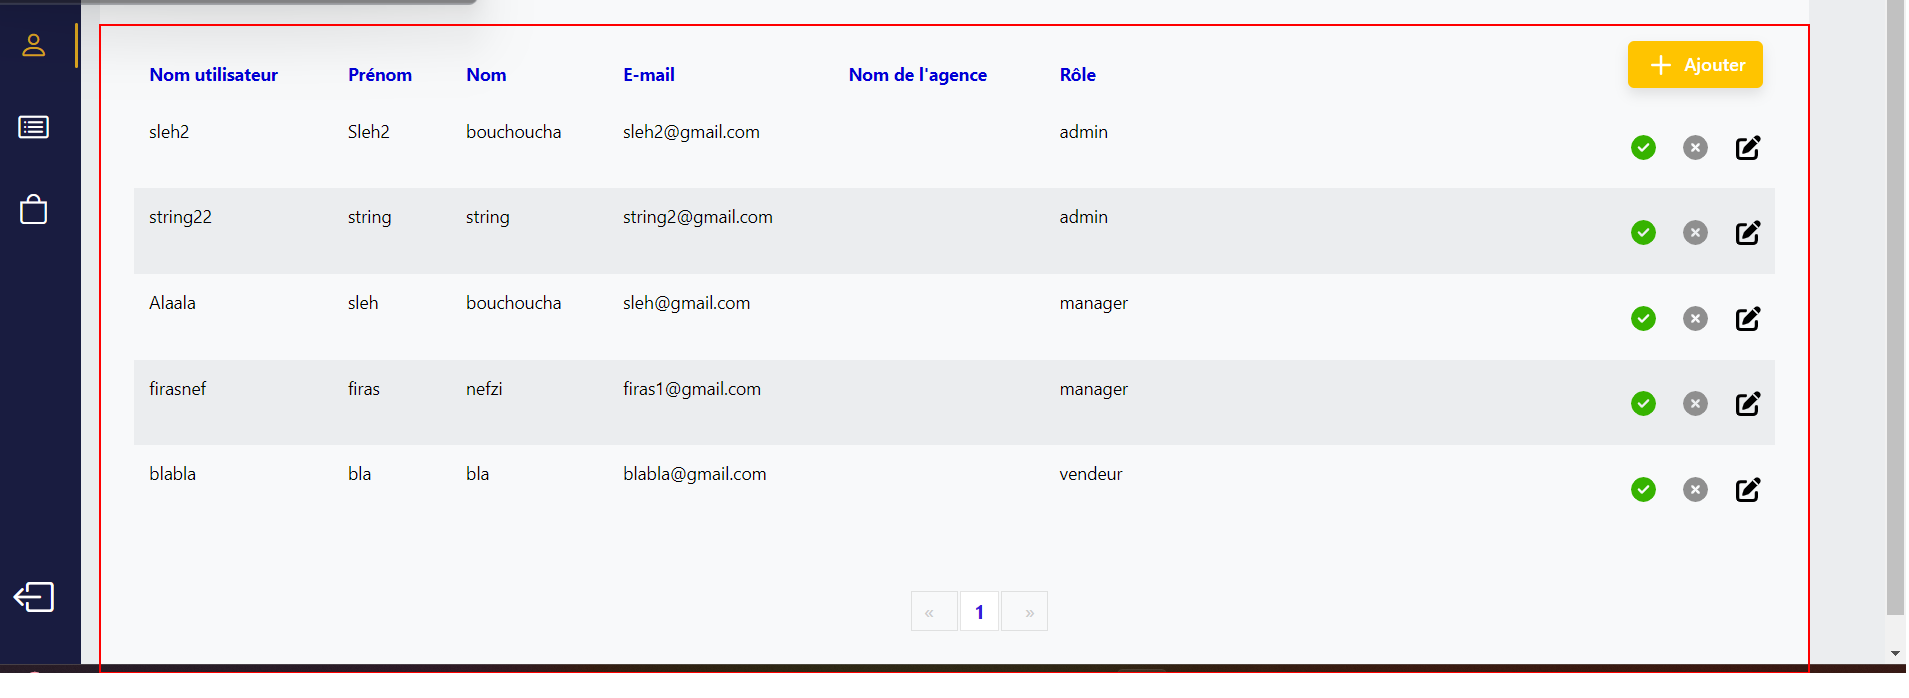 Nom utilisateur Prénom Nom E-mail Nom de l'agence Rôle Ajouter
sleh2 Sleh2 bouchoucha sleh2@gmail.com admin
string22 string string string2@gmail.com admin
Alaala sleh bouchoucha sleh@gmail.com manager
firasnef firas nefzi firas1@gmail.com manager
blabla bla bla blabla@gmail.com vendeur
« 1 »